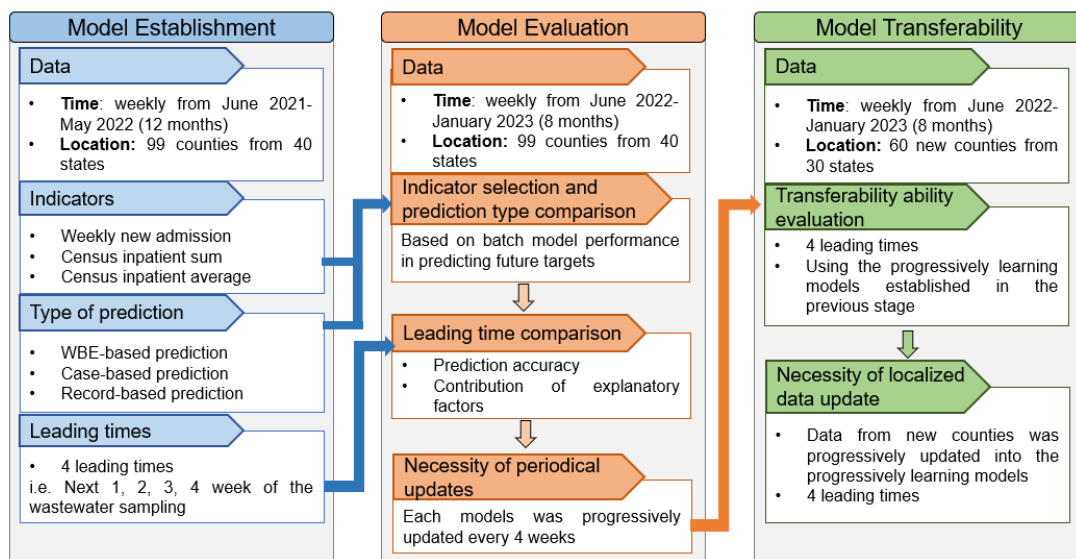 Model Establishment
Data
• Time: weekly from June 2021-
May 2022 (12 months)
• Location: 99 counties from 40
states
Indicators
• Weekly new admission
• Census inpatient sum
• Census inpatient average
Type of prediction
• WBE-based prediction
• Case-based prediction
• Record-based prediction
Leading times
• 4 leading times
i.e. Next 1, 2, 3, 4 week of the
wastewater sampling
Model Evaluation
Data
• Time: weekly from June 2022-
January 2023 (8 months)
• Location: 99 counties from 40
states
Indicator selection and
prediction type comparison
Based on batch model performance
in predicting future targets
Leading time comparison
• Prediction accuracy
• Contribution of explanatory
factors
Necessity of periodical
updates
Each models was progressively
updated every 4 weeks
Model Transferability
Data
• Time: weekly from June 2022-
January 2023 (8 months)
• Location: 60 new counties from
30 states
Transferability ability
evaluation
• 4 leading times
• Using the progressively learning
models established in the
previous stage
Necessity of localized
data update
• Data from new counties was
progressively updated into the
progressively learning models
• 4 leading times